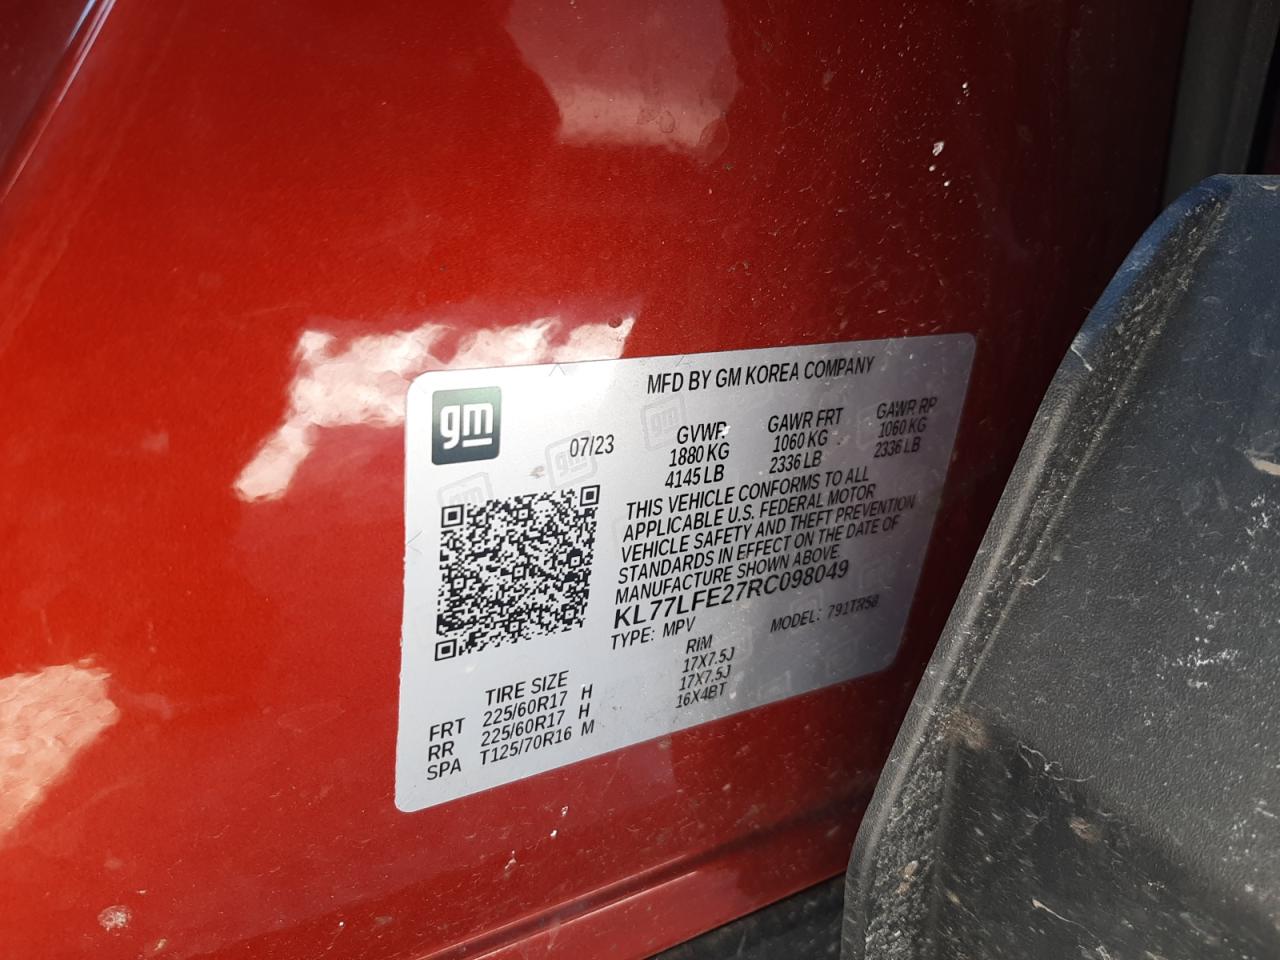 MFD BY GM KOREA COMPANY
gm
07/23
GVWR GAWR FRT GAWR RR
1880 KG 1060 KG 1060 KG
4145 LB 2336 LB 2336 LB
THIS VEHICLE CONFORMS TO ALL
APPLICABLE U.S. FEDERAL MOTOR
VEHICLE SAFETY AND THEFT PREVENTION
STANDARDS IN EFFECT ON THE DATE OF
MANUFACTURE SHOWN ABOVE.
KL77LFE27RC098049
TYPE: MPV MODEL: 791TR58
TIRE SIZE RIM
FRT 225/60R17 H 17X7.5J
RR 225/60R17 H 17X7.5J
SPA T125/70R16 M 16X4BT